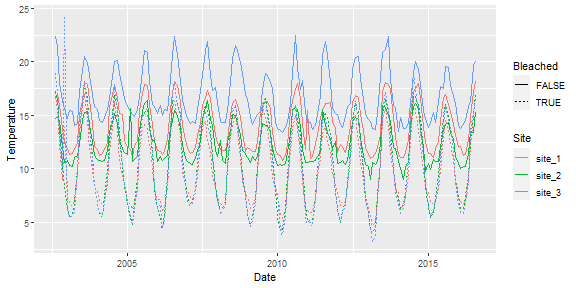 25
20
15
10
5
Temperature
2005
2010
2015
Date
Bleached
FALSE
TRUE
Site
site_1
site_2
site_3